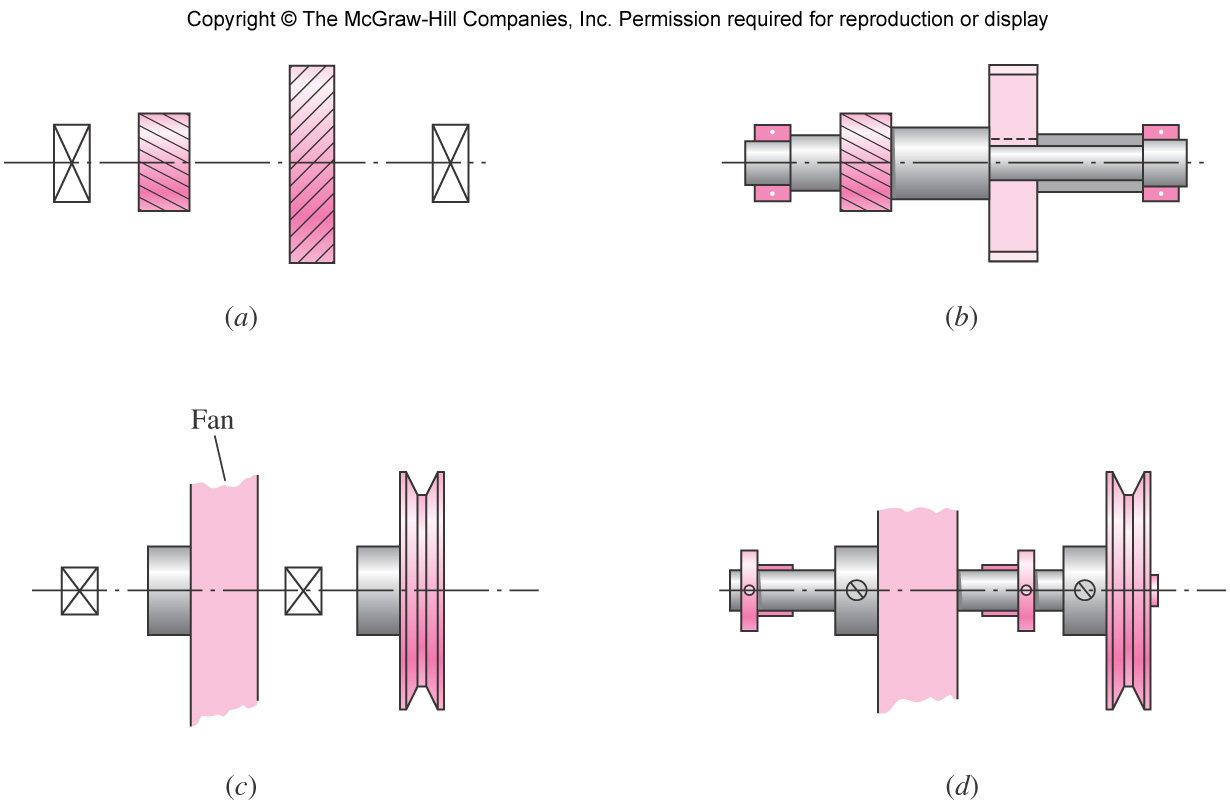 Copyright © The McGraw-Hill Companies, Inc. Permission required for reproduction or display
(a)
(b)
Fan
(c)
(d)